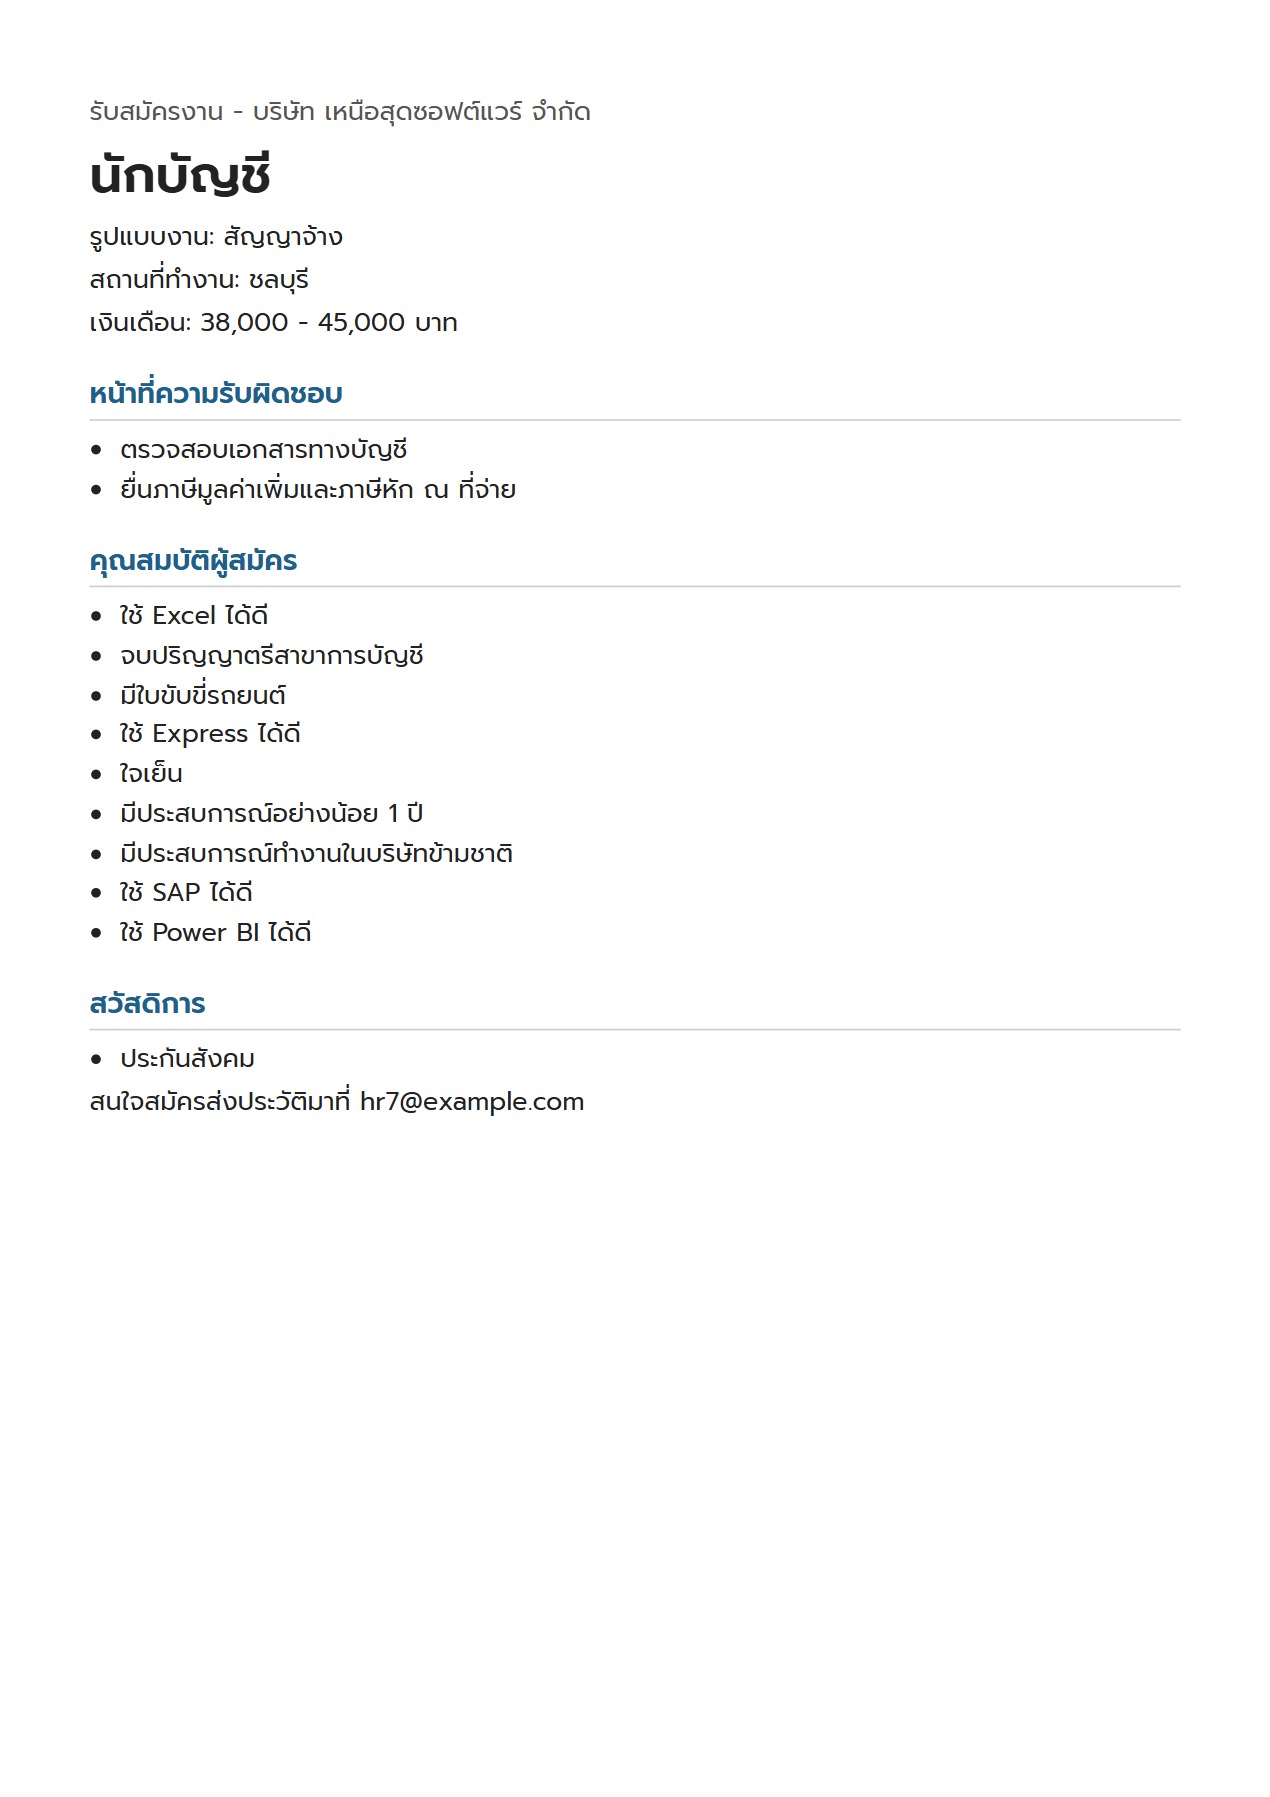 รับสมัครงาน - บริษัท เหนือสุดซอฟต์แวร์ จำกัด
นักบัญชี
รูปแบบงาน: สัญญาจ้าง
สถานที่ทำงาน: ชลบุรี
เงินเดือน: 38,000 - 45,000 บาท
หน้าที่ความรับผิดชอบ
• ตรวจสอบเอกสารทางบัญชี
• ยื่นภาษีมูลค่าเพิ่มและภาษีหัก ณ ที่จ่าย
คุณสมบัติผู้สมัคร
• ใช้ Excel ได้ดี
• จบปริญญาตรีสาขาการบัญชี
• มีใบขับขี่รถยนต์
• ใช้ Express ได้ดี
• ใจเย็น
• มีประสบการณ์อย่างน้อย 1 ปี
• มีประสบการณ์ทำงานในบริษัทข้ามชาติ
• ใช้ SAP ได้ดี
• ใช้ Power BI ได้ดี
สวัสดิการ
• ประกันสังคม
สนใจสมัครส่งประวัติมาที่ hr7@example.com